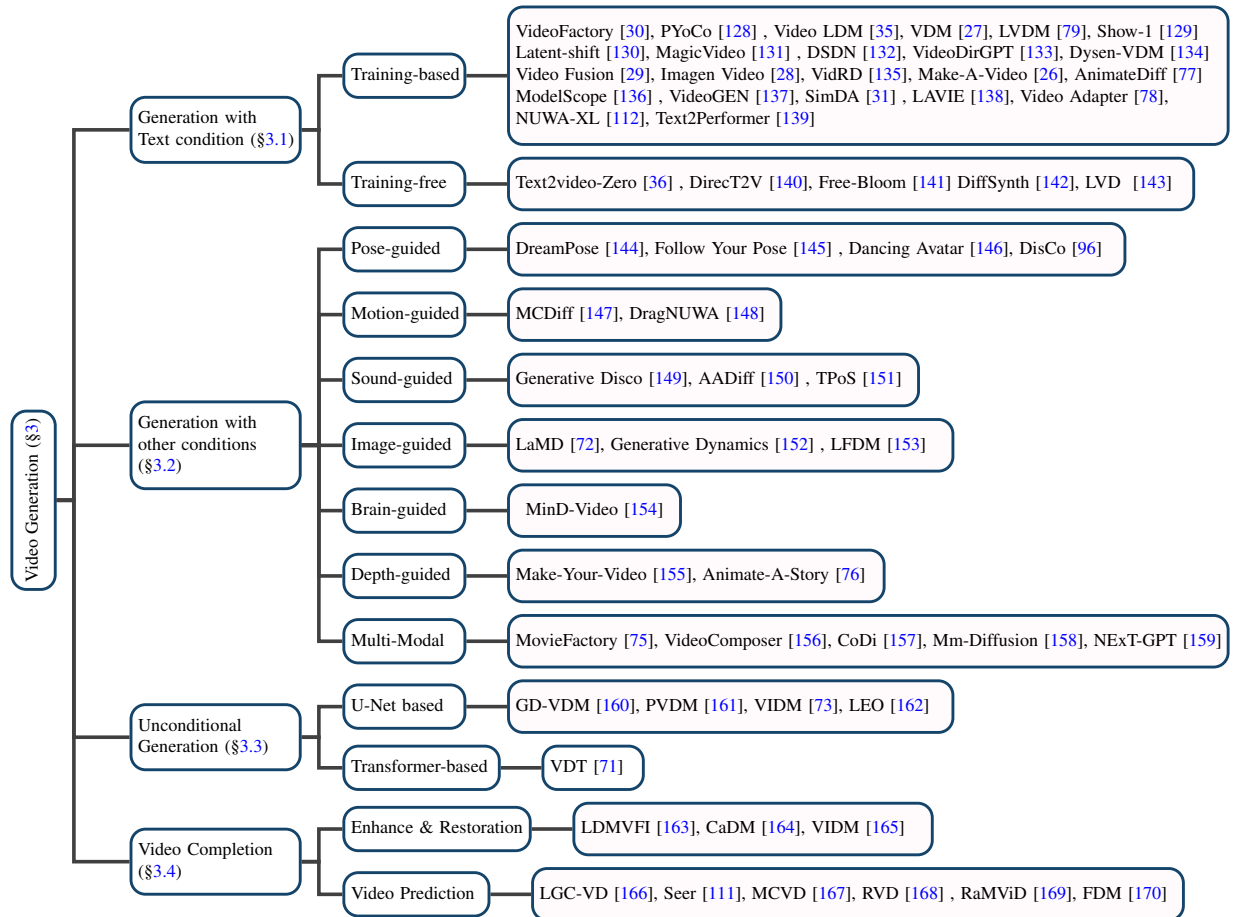 VideoFactory [30], PYoCo [128] , Video LDM [35], VDM [27], LVDM [79], Show-1 [129]
Latent-shift [130], MagicVideo [131] , DSDN [132], VideoDirGPT [133], Dysen-VDM [134]
Training-based
Video Fusion [29], Imagen Video [28], VidRD [135], Make-A-Video [26], AnimateDiff [77]
ModelScope [136] , VideoGEN [137], SimDA [31] , LAVIE [138], Video Adapter [78],
NUWA-XL [112], Text2Performer [139]
Generation with
Text condition (§3.1)
Training-free
Text2video-Zero [36] , DirecT2V [140], Free-Bloom [141] DiffSynth [142], LVD [143]
Pose-guided
DreamPose [144], Follow Your Pose [145] , Dancing Avatar [146], DisCo [96]
Motion-guided
MCDiff [147], DragNUWA [148]
Sound-guided
Generative Disco [149], AADiff [150] , TPoS [151]
Video Generation (§3)
Generation with
other conditions
(§3.2)
Image-guided
LaMD [72], Generative Dynamics [152] , LFDM [153]
Brain-guided
MinD-Video [154]
Depth-guided
Make-Your-Video [155], Animate-A-Story [76]
Multi-Modal
MovieFactory [75], VideoComposer [156], CoDi [157], Mm-Diffusion [158], NExT-GPT [159]
U-Net based
GD-VDM [160], PVDM [161], VIDM [73], LEO [162]
Unconditional
Generation (§3.3)
Transformer-based
VDT [71]
Enhance & Restoration
LDMVFI [163], CaDM [164], VIDM [165]
Video Completion
(§3.4)
Video Prediction
LGC-VD [166], Seer [111], MCVD [167], RVD [168] , RaMViD [169], FDM [170]